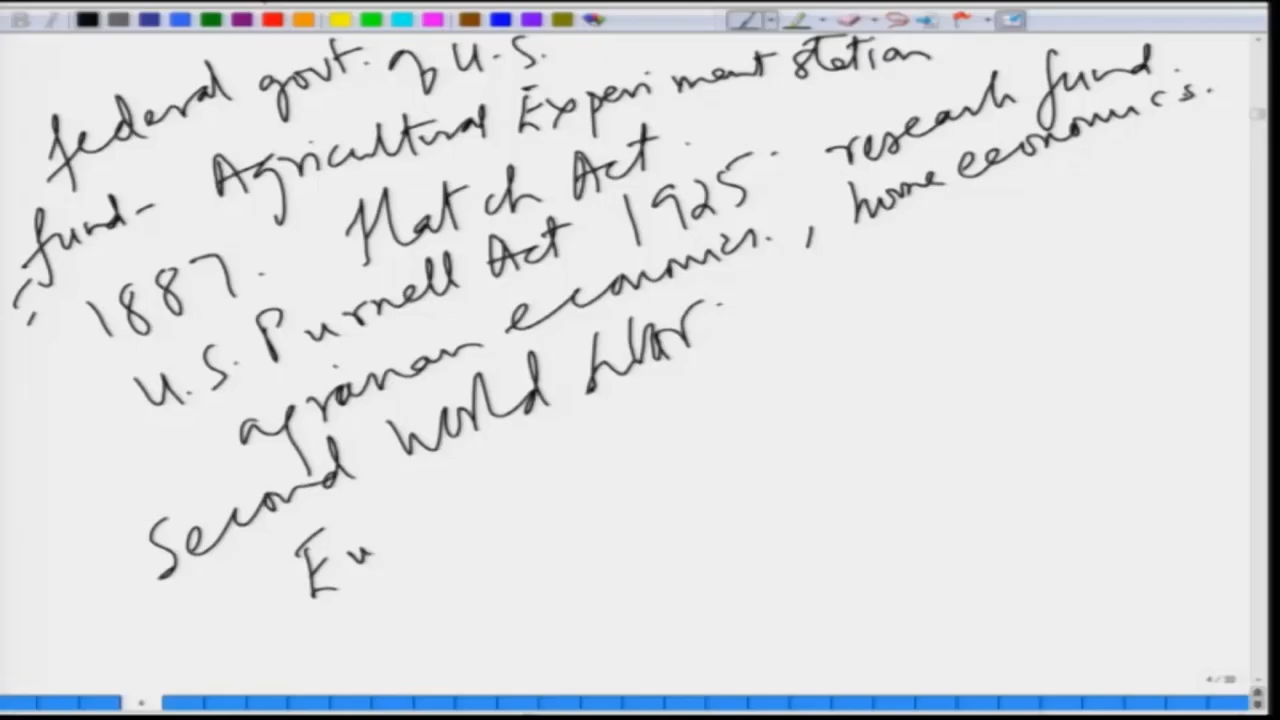 federal govt. of U.S.
fund- Agricultural Experiment station
1887. Hatch Act.
U.S. Purnell Act 1925. research fund.
agrarian economics., home economics.
Second World War.
Eu